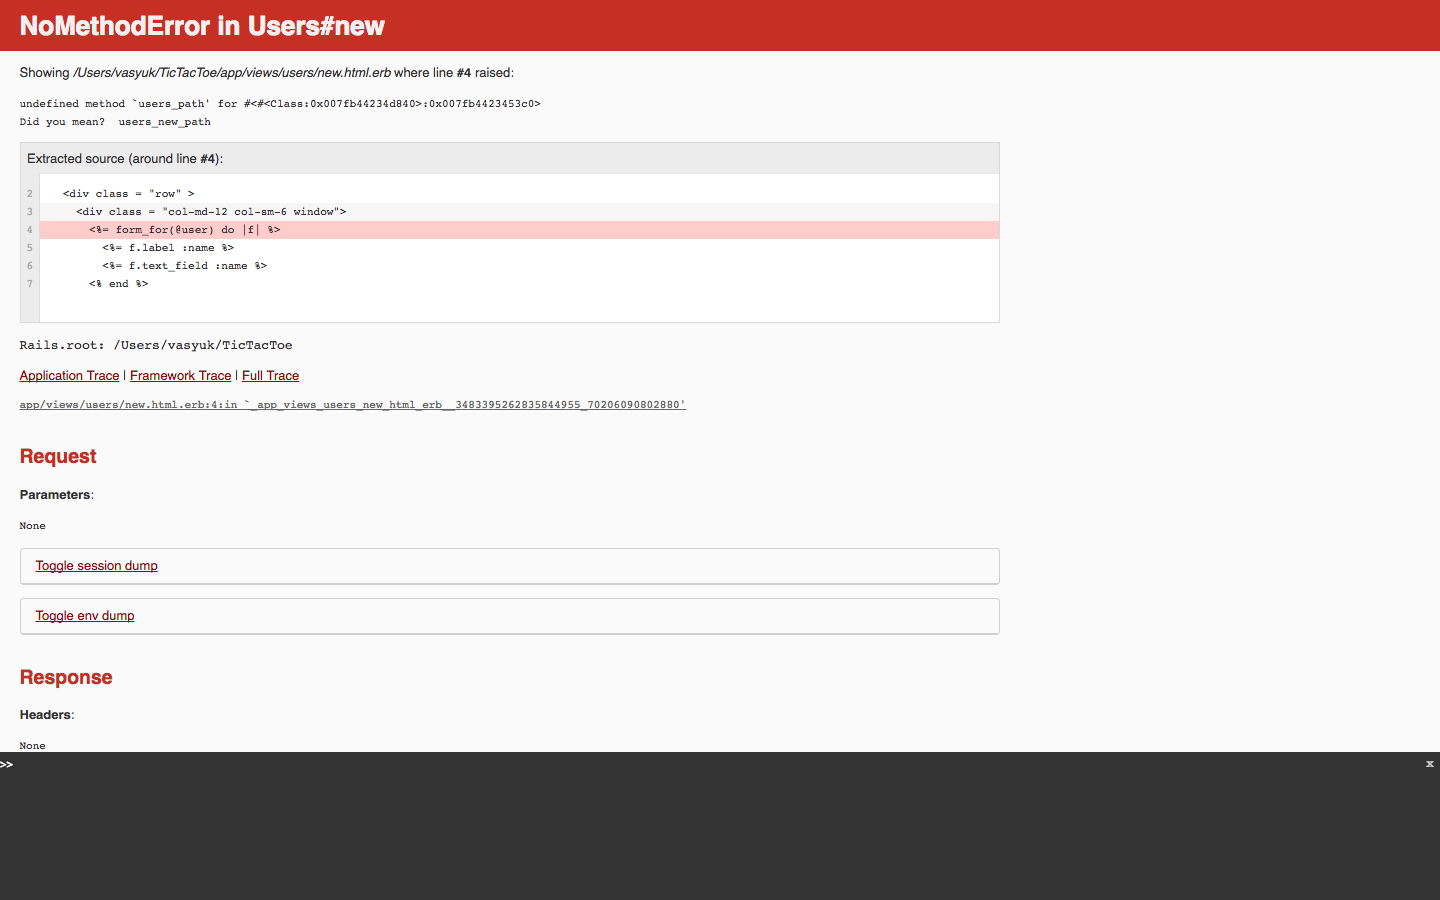 NoMethodError in Users#new
Showing /Users/vasyuk/TicTacToe/app/views/users/new.html.erb where line #4 raised:
undefined method `users_path' for #<#<Class:0x007fb44234d840>:0x007fb4423453c0>
Did you mean?  users_new_path
Extracted source (around line #4):
2 <div class = "row" >
3 <div class = "col-md-12 col-sm-6 window">
4 <%= form_for(@user) do |f| %>
5 <%= f.label :name %>
6 <%= f.text_field :name %>
7 <% end %>
Rails.root: /Users/vasyuk/TicTacToe
Application Trace | Framework Trace | Full Trace
app/views/users/new.html.erb:4:in `_app_views_users_new_html_erb__3483395262835844955_70206090802880'
Request
Parameters:
None
Toggle session dump
Toggle env dump
Response
Headers:
None
>> x